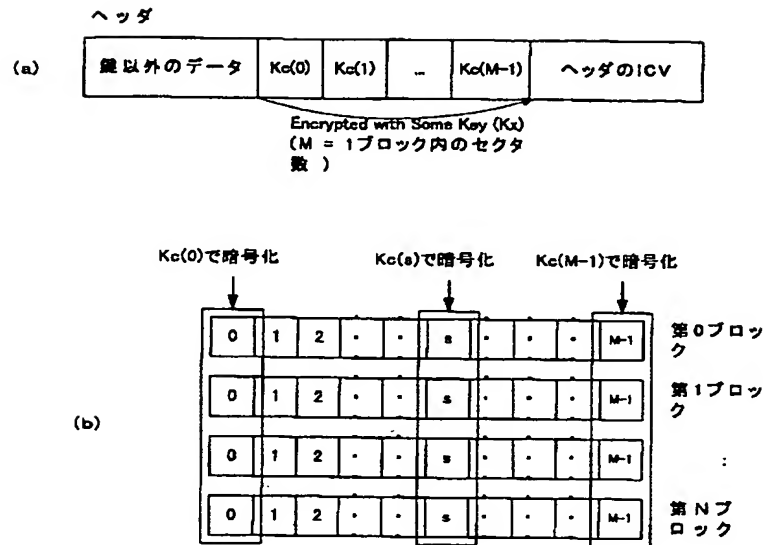 ヘッダ
(a)
鍵以外のデータ Kc(0) Kc(1) … Kc(M-1) ヘッダのICV
Encrypted with Some Key (Kx)
(M = 1ブロック内のセクタ
数 )
Kc(0)で暗号化 Kc(s)で暗号化 Kc(M-1)で暗号化
(b)
0 1 2 ・ ・ s ・ ・ ・ M-1 第0ブロッ
ク
0 1 2 ・ ・ s ・ ・ ・ M-1 第1ブロッ
ク
0 1 2 ・ ・ s ・ ・ ・ M-1 :
0 1 2 ・ ・ s ・ ・ ・ M-1 第Nブ
ロック